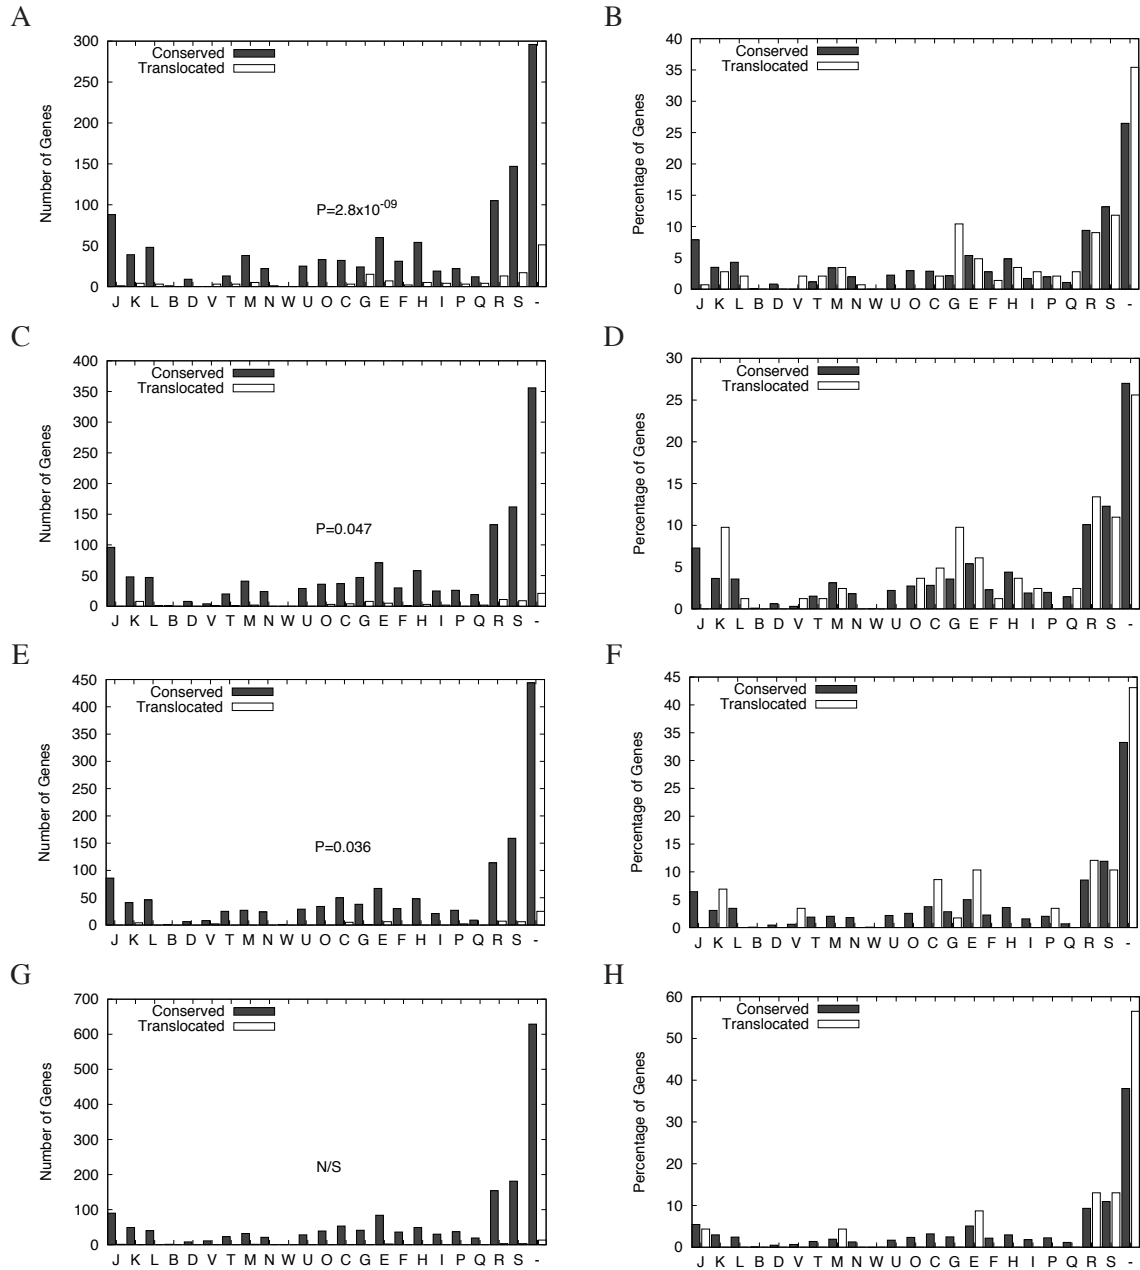 A
Number of Genes
300
250
200
150
100
50
0
Conserved
Translocated
P=2.8x10^-09
J K L B D V T M N W U O C G E F H I P Q R S -
B
Percentage of Genes
40
35
30
25
20
15
10
5
0
Conserved
Translocated
J K L B D V T M N W U O C G E F H I P Q R S -
C
Number of Genes
400
350
300
250
200
150
100
50
0
Conserved
Translocated
P=0.047
J K L B D V T M N W U O C G E F H I P Q R S -
D
Percentage of Genes
30
25
20
15
10
5
0
Conserved
Translocated
J K L B D V T M N W U O C G E F H I P Q R S -
E
Number of Genes
450
400
350
300
250
200
150
100
50
0
Conserved
Translocated
P=0.036
J K L B D V T M N W U O C G E F H I P Q R S -
F
Percentage of Genes
45
40
35
30
25
20
15
10
5
0
Conserved
Translocated
J K L B D V T M N W U O C G E F H I P Q R S -
G
Number of Genes
700
600
500
400
300
200
100
0
Conserved
Translocated
N/S
J K L B D V T M N W U O C G E F H I P Q R S -
H
Percentage of Genes
60
50
40
30
20
10
0
Conserved
Translocated
J K L B D V T M N W U O C G E F H I P Q R S -